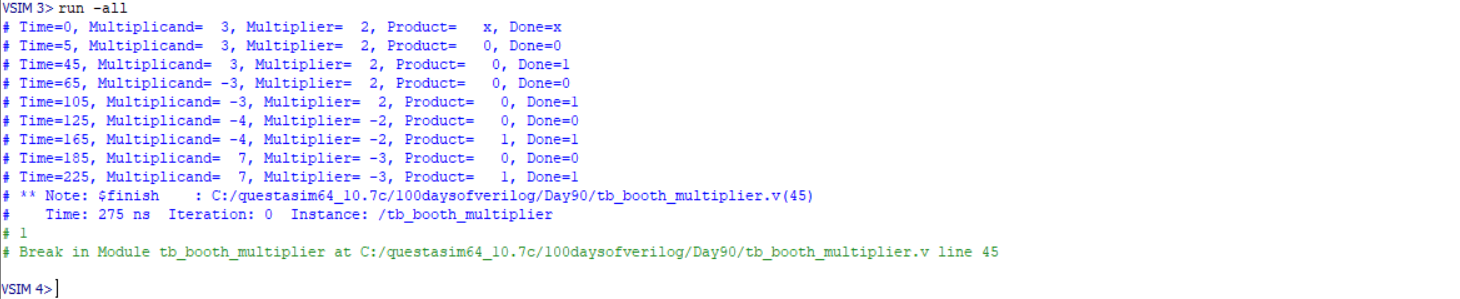 VSIM 3> run -all
# Time=0, Multiplicand=  3, Multiplier=  2, Product=   x, Done=x
# Time=5, Multiplicand=  3, Multiplier=  2, Product=   0, Done=0
# Time=45, Multiplicand=  3, Multiplier=  2, Product=   0, Done=1
# Time=65, Multiplicand= -3, Multiplier=  2, Product=   0, Done=0
# Time=105, Multiplicand= -3, Multiplier=  2, Product=   0, Done=1
# Time=125, Multiplicand= -4, Multiplier= -2, Product=   0, Done=0
# Time=165, Multiplicand= -4, Multiplier= -2, Product=   1, Done=1
# Time=185, Multiplicand=  7, Multiplier= -3, Product=   0, Done=0
# Time=225, Multiplicand=  7, Multiplier= -3, Product=   1, Done=1
# ** Note: $finish    : C:/questasim64_10.7c/100daysofverilog/Day90/tb_booth_multiplier.v(45)
#    Time: 275 ns  Iteration: 0  Instance: /tb_booth_multiplier
# 1
# Break in Module tb_booth_multiplier at C:/questasim64_10.7c/100daysofverilog/Day90/tb_booth_multiplier.v line 45
VSIM 4>